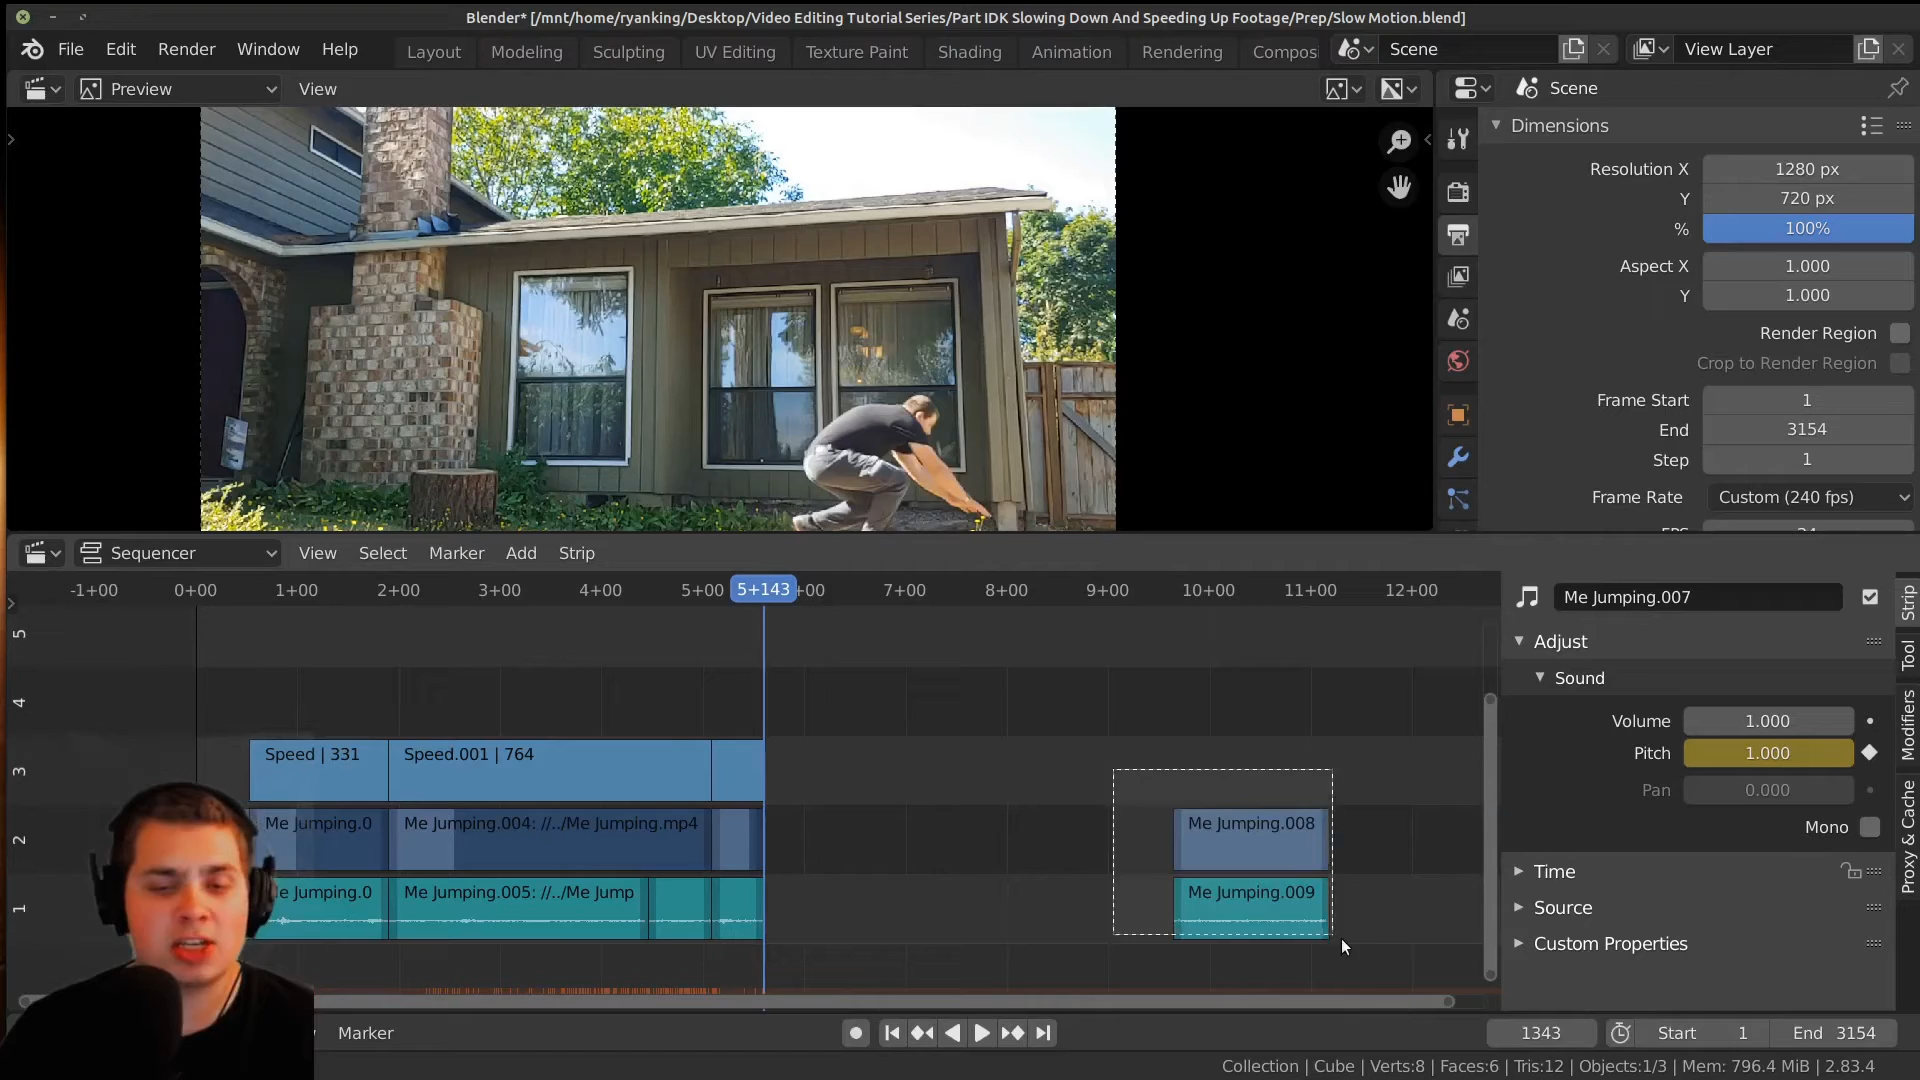 Blender* [/mnt/home/ryanking/Desktop/Video Editing Tutorial Series/Part IDK Slowing Down And Speeding Up Footage/Prep/Slow Motion.blend]
File Edit Render Window Help Layout Modeling Sculpting UV Editing Texture Paint Shading Animation Rendering Compos Scene View Layer
Preview View Scene
Dimensions
Resolution X 1280 px
Y 720 px
% 100%
Aspect X 1.000
Y 1.000
Render Region
Crop to Render Region
Frame Start 1
End 3154
Step 1
Frame Rate Custom (240 fps)
Sequencer View Select Marker Add Strip
-1+00 0+00 1+00 2+00 3+00 4+00 5+00 5+143 +00 7+00 8+00 9+00 10+00 11+00 12+00
5
4
3
2
1
Speed | 331 Speed.001 | 764
Me Jumping.0 Me Jumping.004: //../Me Jumping.mp4 Me Jumping.008
e Jumping.0 Me Jumping.005: //../Me Jump Me Jumping.009
Me Jumping.007
Adjust
Sound
Volume 1.000
Pitch 1.000
Pan 0.000
Mono
Time
Source
Custom Properties
Strip
Tool
Modifiers
Proxy & Cache
Marker 1343 Start 1 End 3154
Collection | Cube | Verts:8 | Faces:6 | Tris:12 | Objects:1/3 | Mem: 796.4 MiB | 2.83.4